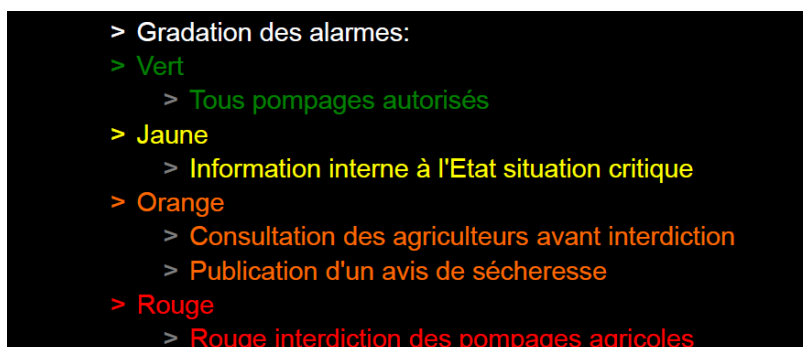 > Gradation des alarmes:
> Vert
> Tous pompages autorisés
> Jaune
> Information interne à l'Etat situation critique
> Orange
> Consultation des agriculteurs avant interdiction
> Publication d'un avis de sécheresse
> Rouge
> Rouge interdiction des pompages agricoles